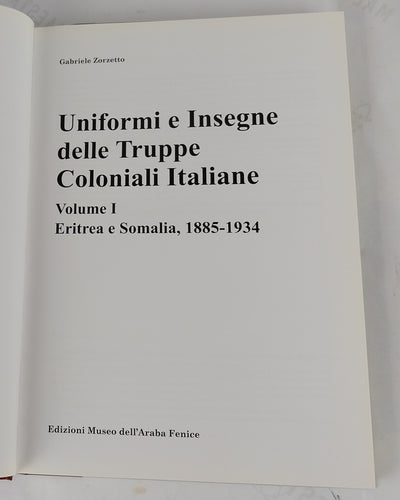 Gabriele Zorzetto
Uniformi e Insegne
delle Truppe
Coloniali Italiane
Volume I
Eritrea e Somalia, 1885-1934
Edizioni Museo dell'Araba Fenice